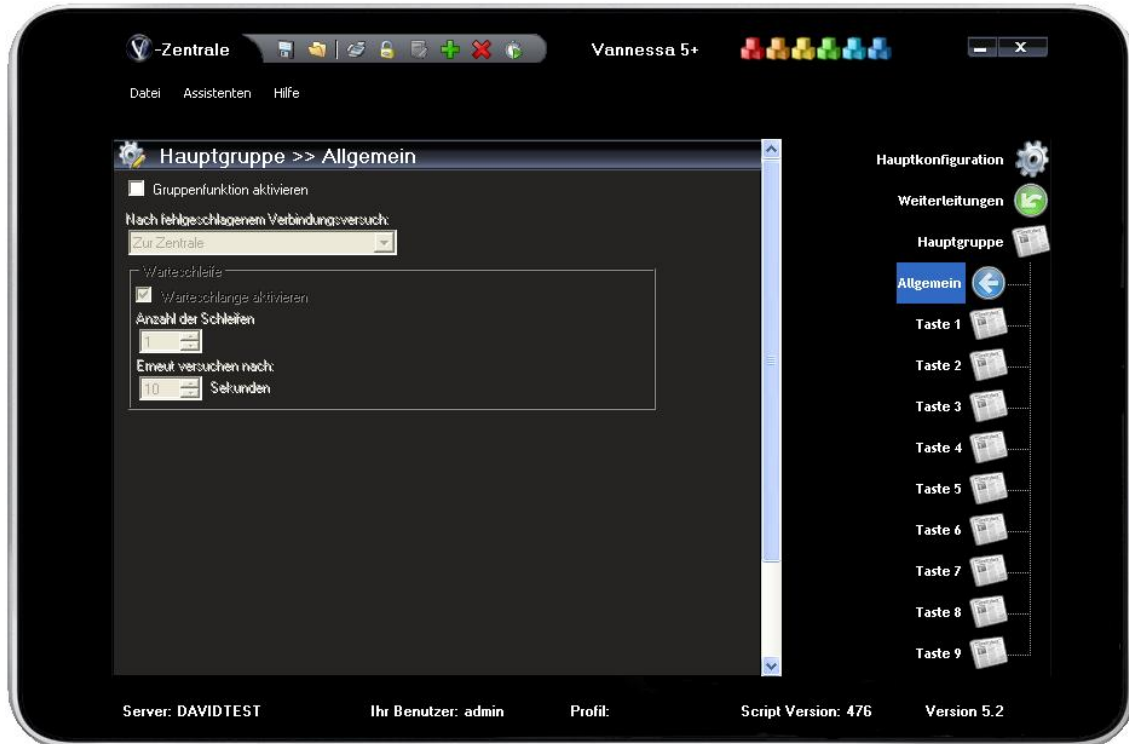 V-Zentrale
Vannessa 5+
Datei Assistenten Hilfe
Hauptgruppe >> Allgemein
Gruppenfunktion aktivieren
Nach fehlgeschlagenem Verbindungsversuch:
Zur Zentrale
Warteschleife
Warteschlange aktivieren
Anzahl der Schleifen
1
Erneut versuchen nach:
10 Sekunden
Hauptkonfiguration
Weiterleitungen
Hauptgruppe
Allgemein
Taste 1
Taste 2
Taste 3
Taste 4
Taste 5
Taste 6
Taste 7
Taste 8
Taste 9
Server: DAVIDTEST Ihr Benutzer: admin Profil: Script Version: 476 Version 5.2